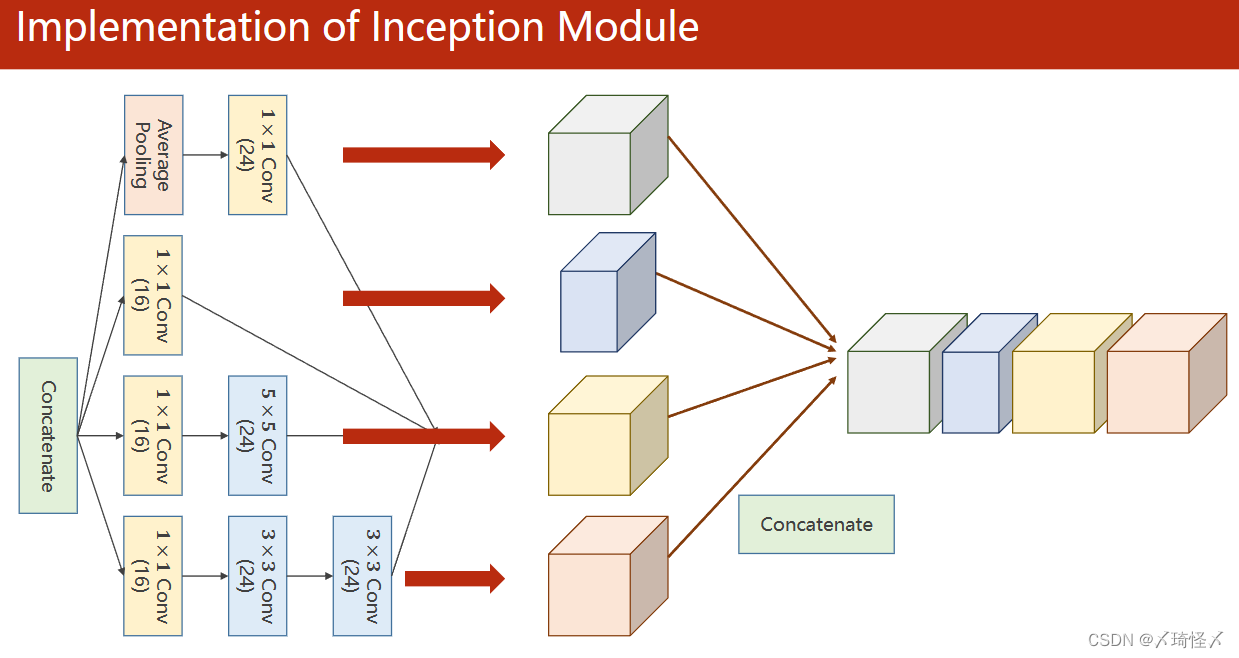 Implementation of Inception Module
Average
Pooling
1×1 Conv
(24)
1×1 Conv
(16)
Concatenate
1×1 Conv
(16)
5×5 Conv
(24)
1×1 Conv
(16)
3×3 Conv
(24)
3×3 Conv
(24)
Concatenate
CSDN @〆琦怪〆